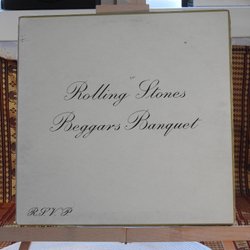 Rolling Stones
Beggars Banquet
R.S.V.P.